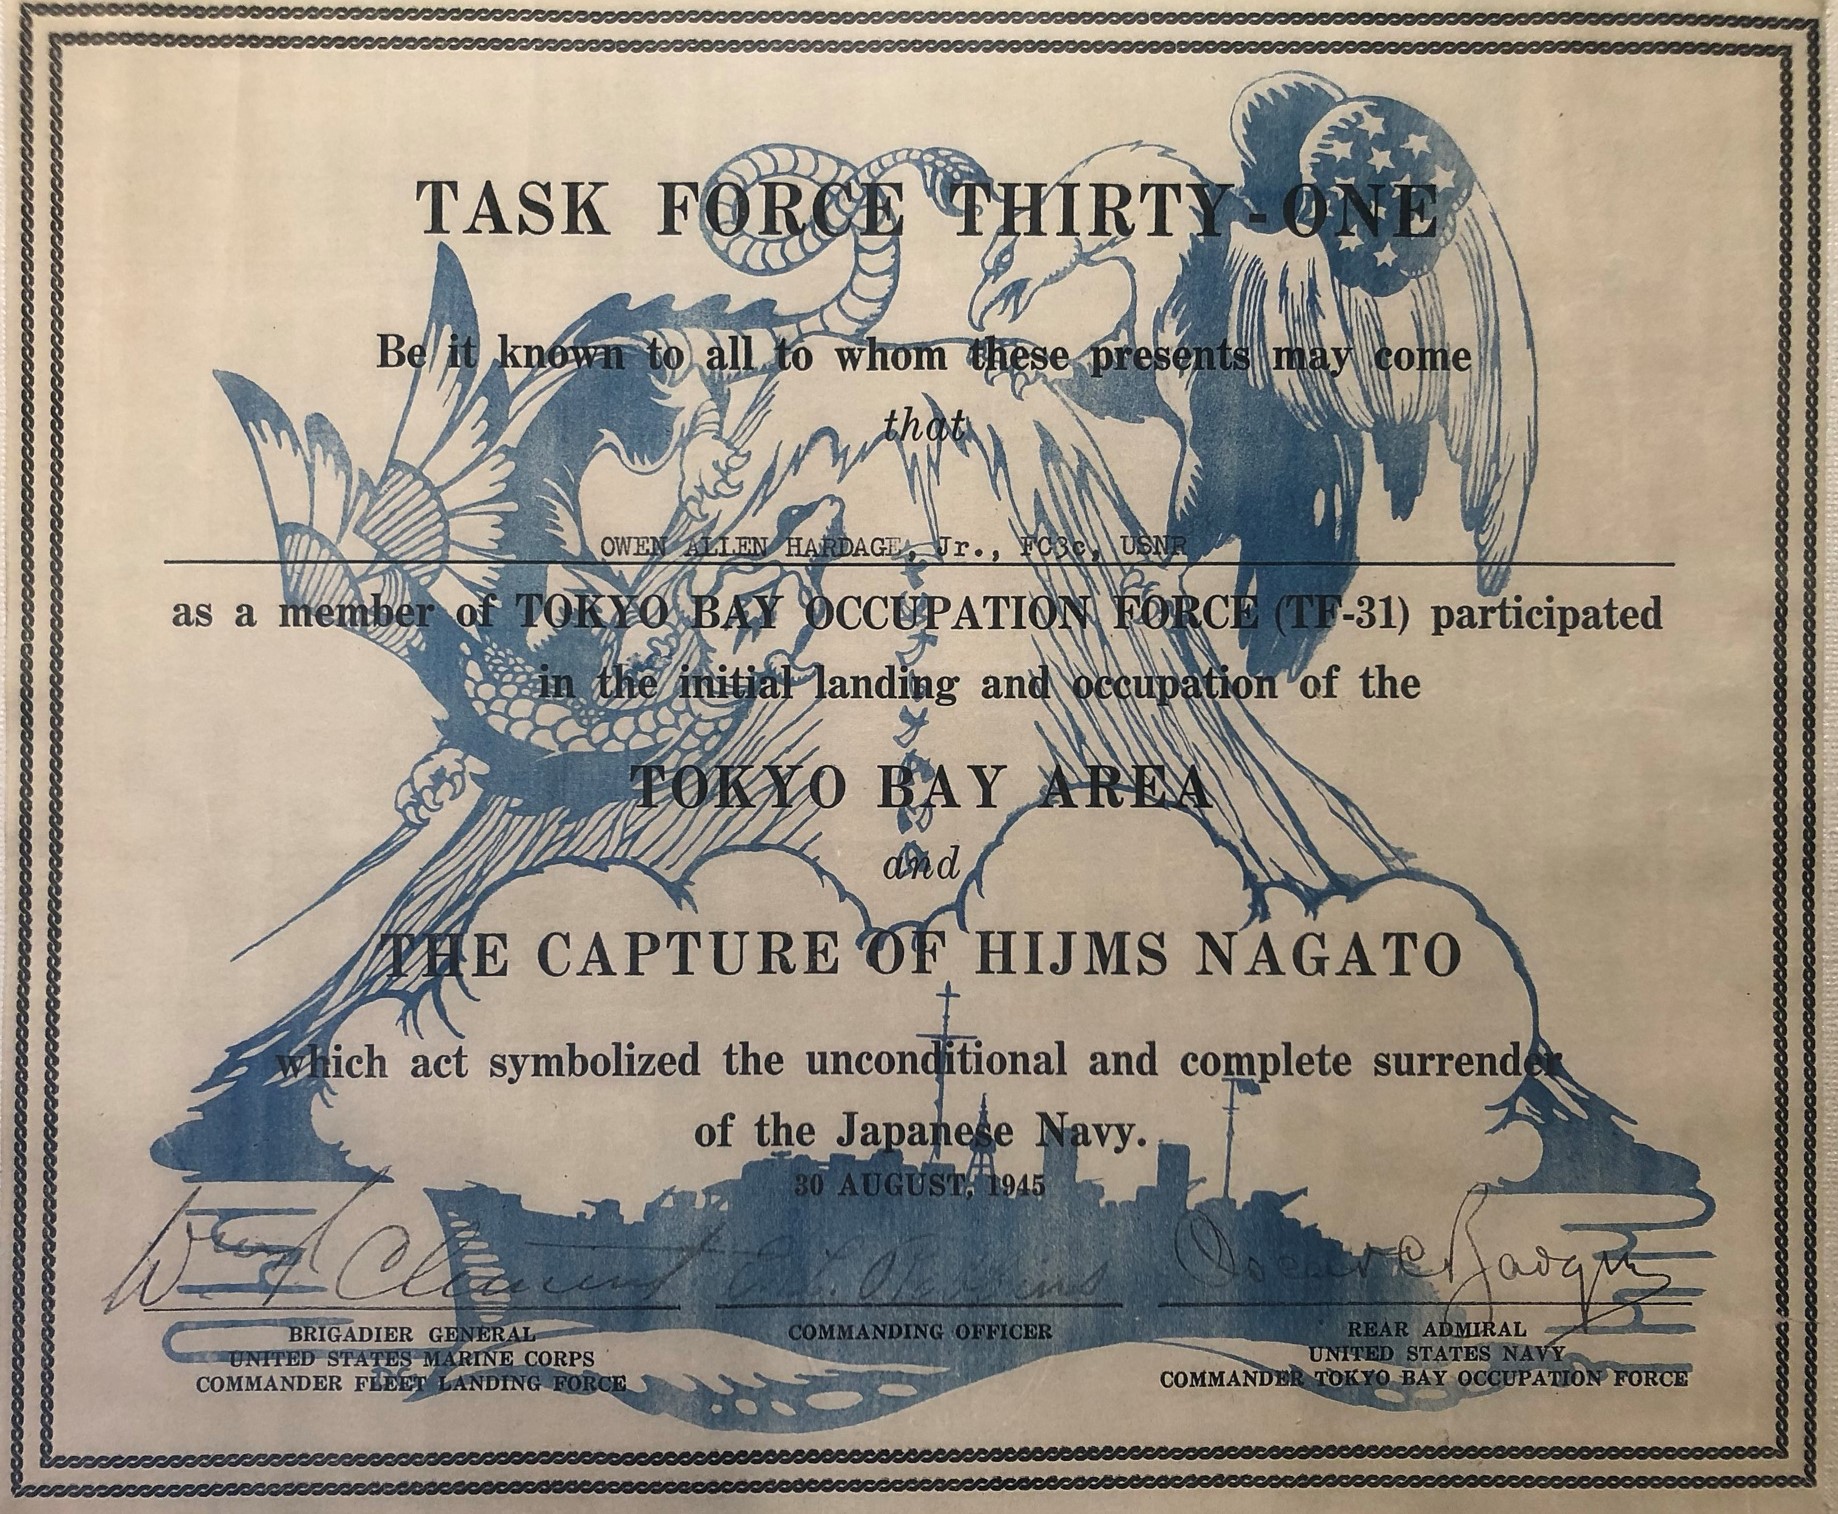 TASK FORCE THIRTY-ONE
Be it known to all to whom these presents may come
that
OWEN ALLEN HARDAGE, Jr., FC3c, USNR
as a member of TOKYO BAY OCCUPATION FORCE (TF-31) participated
in the initial landing and occupation of the
TOKYO BAY AREA
and
THE CAPTURE OF HIJMS NAGATO
which act symbolized the unconditional and complete surrender
of the Japanese Navy.
30 AUGUST, 1945
Clement
Oscar C Badger
BRIGADIER GENERAL
UNITED STATES MARINE CORPS
COMMANDER FLEET LANDING FORCE
COMMANDING OFFICER
REAR ADMIRAL
UNITED STATES NAVY
COMMANDER TOKYO BAY OCCUPATION FORCE